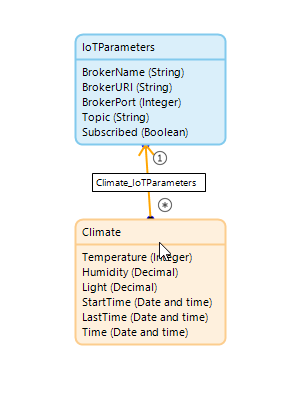 IoTParameters
BrokerName (String)
BrokerURI (String)
BrokerPort (Integer)
Topic (String)
Subscribed (Boolean)
1
Climate_IoTParameters
*
Climate
Temperature (Integer)
Humidity (Decimal)
Light (Decimal)
StartTime (Date and time)
LastTime (Date and time)
Time (Date and time)